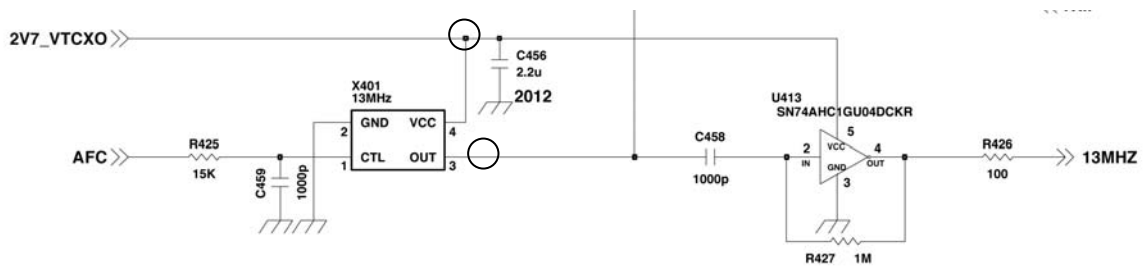 2V7_VTCXO
C456
2.2u
2012
X401
13MHz
GND VCC
2 4
CTL OUT
1 3
AFC
R425
15K
C459
1000p
C458
1000p
U413
SN74AHC1GU04DCKR
5
VCC
2 4
IN OUT
GND
3
R426
100
13MHZ
R427 1M